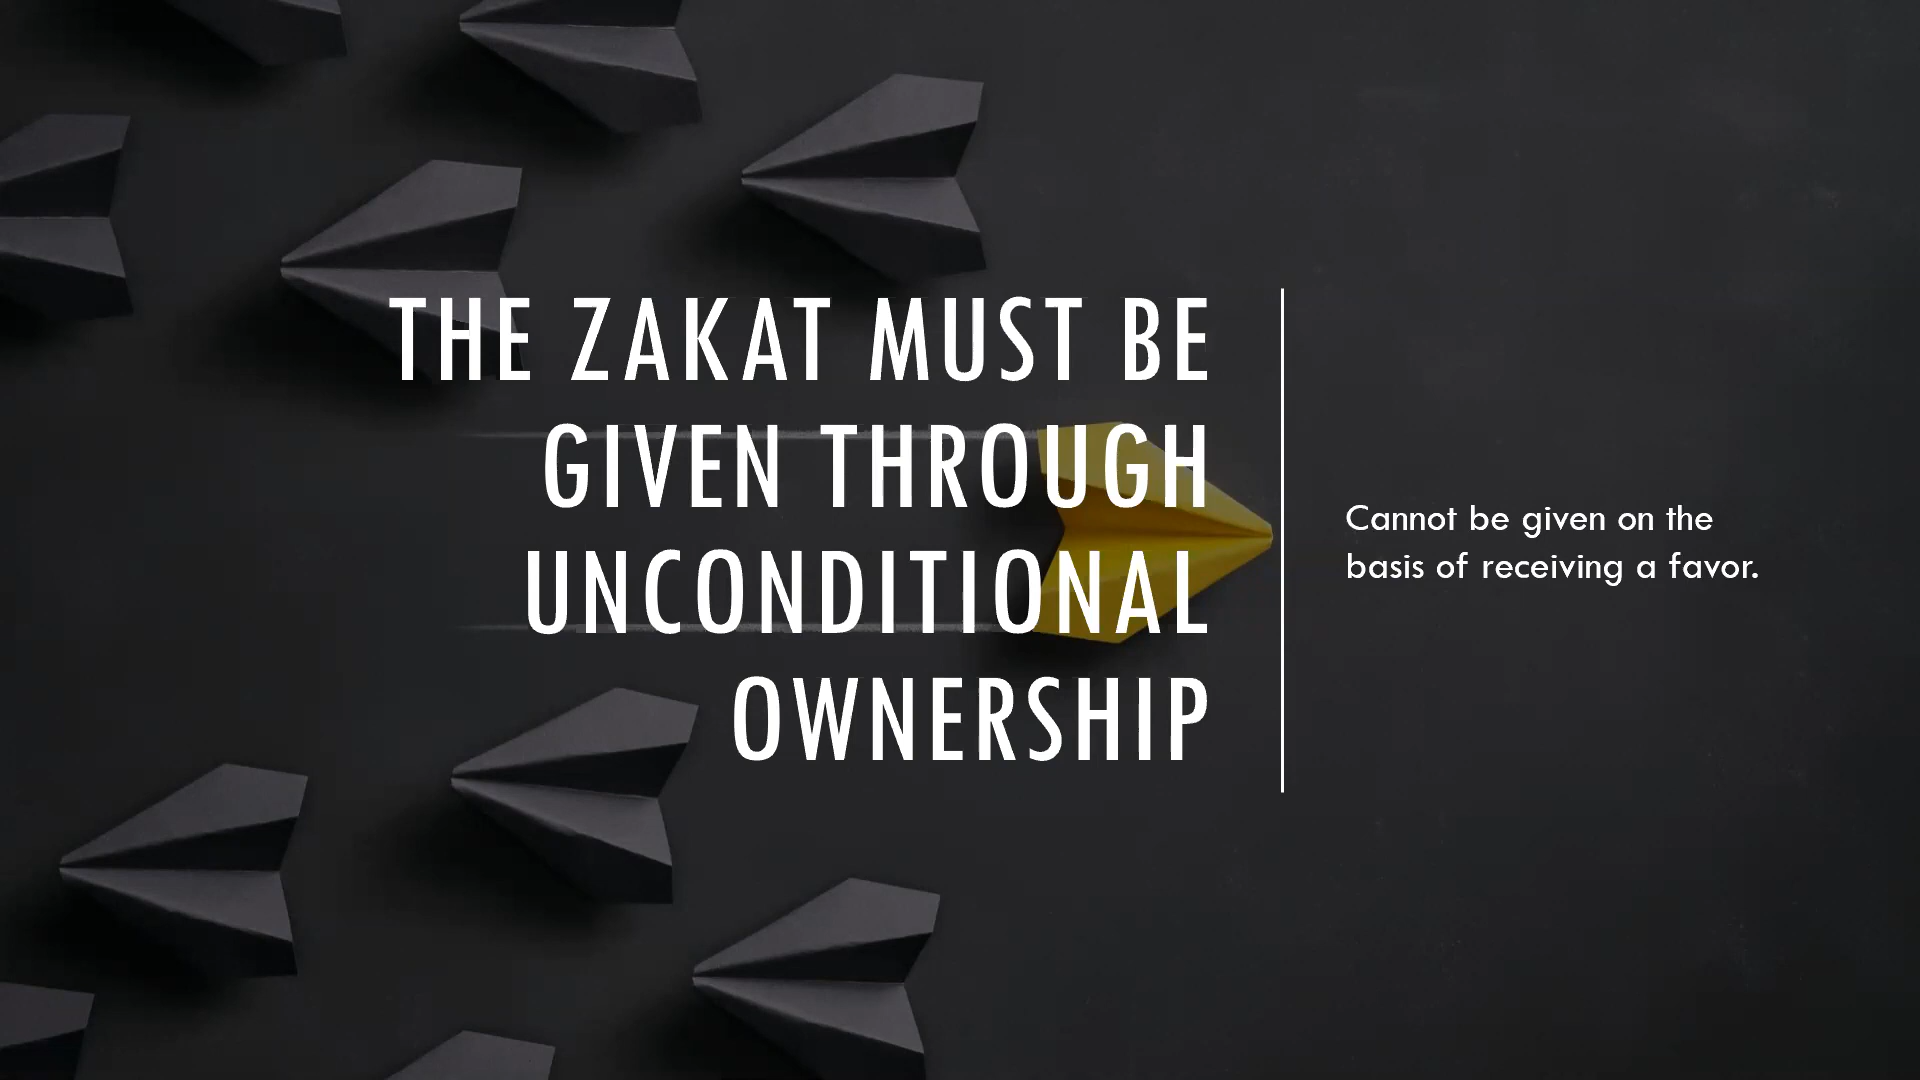 THE ZAKAT MUST BE
GIVEN THROUGH
UNCONDITIONAL
OWNERSHIP
Cannot be given on the
basis of receiving a favor.